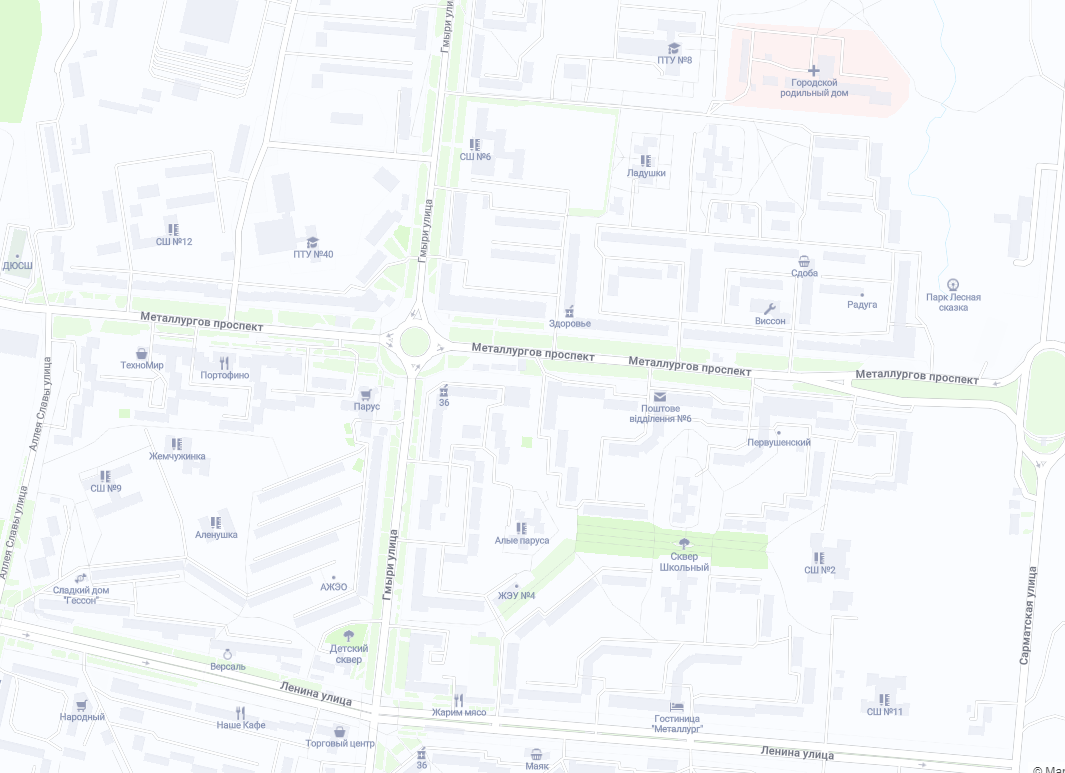 Гмыри ули
ПТУ №8
Городской
родильный дом
СШ №6
Ладушки
Гмыри улица
СШ №12
ПТУ №40
ДЮСШ
Сдоба
Парк Лесная
сказка
Радуга
Виссон
Здоровье
Металлургов проспект
Металлургов проспект
Металлургов проспект
Металлургов проспект
ТехноМир
Портофино
Аллея Славы улица
Парус
36
Поштове
відділення №6
Первушенский
Жемчужинка
СШ №9
Аленушка
Аллея Славы улица
Алые паруса
Сквер
Школьный
СШ №2
Гмыри улица
Сладкий дом
"Гессон"
АЖЗО
ЖЭУ №4
Сарматская улица
Детский
сквер
Версаль
Ленина улица
Народный
Наше Кафе
Жарим мясо
СШ №11
Гостиница
"Металлург"
Торговый центр
Ленина улица
36
Маяк
© Ma